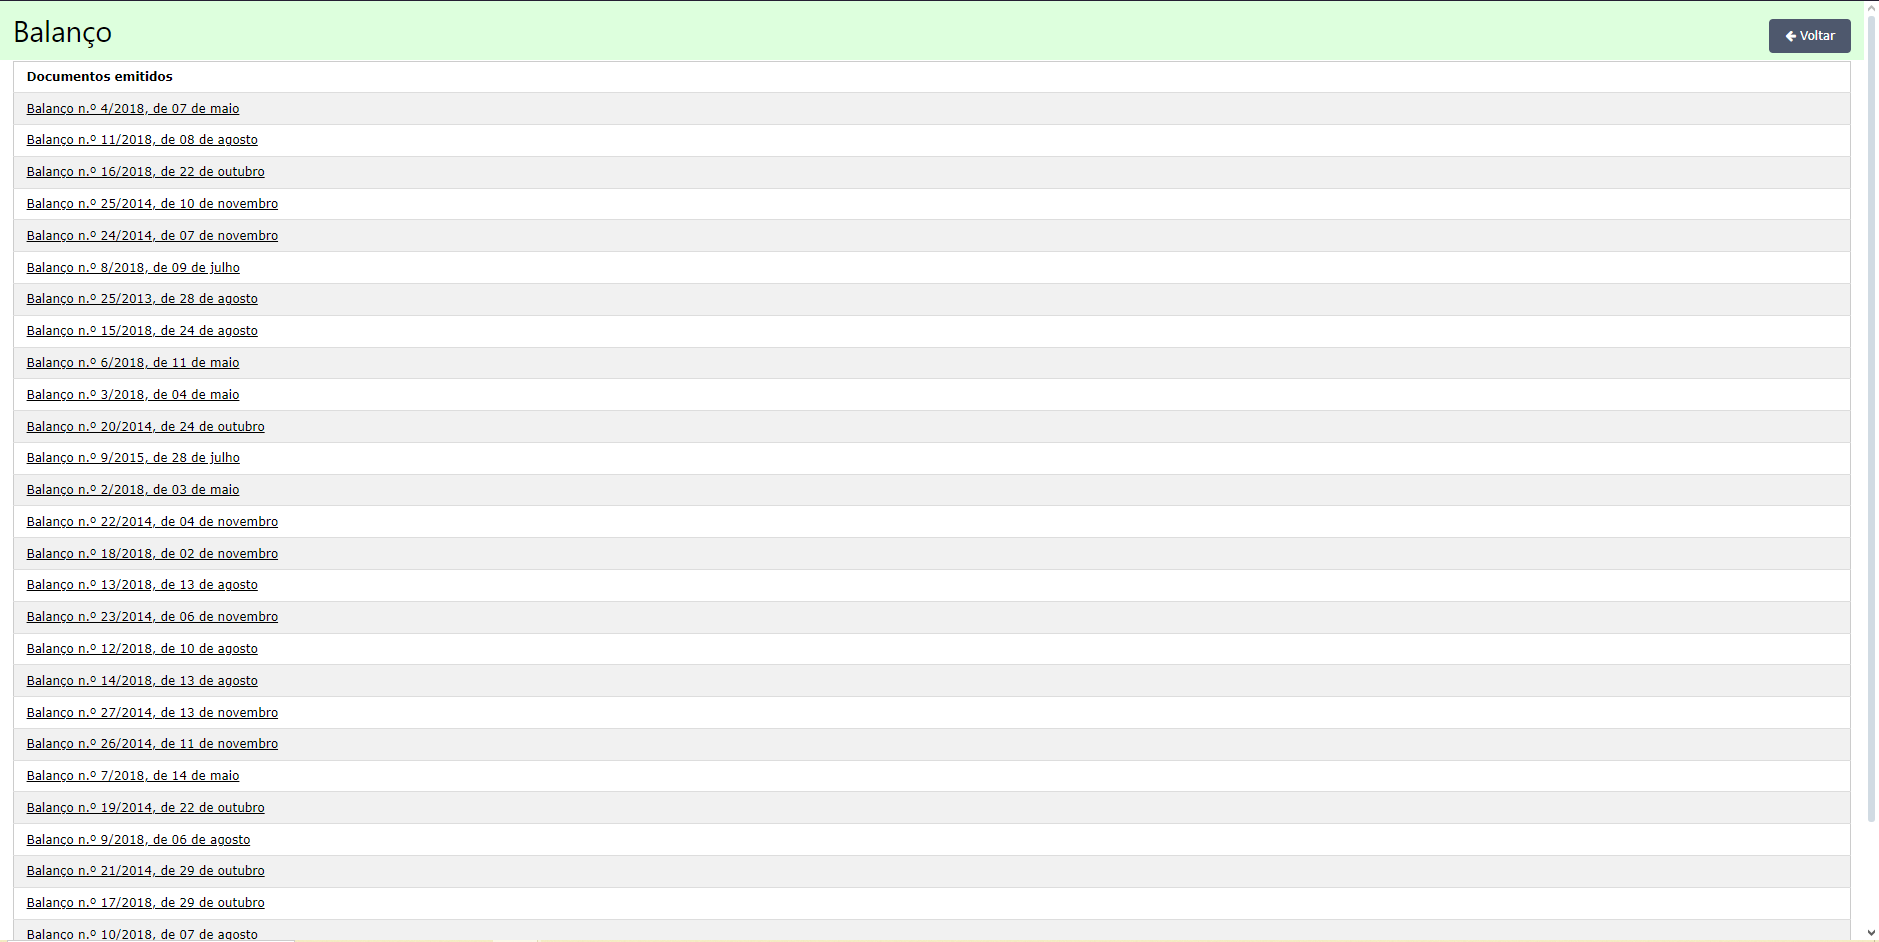 Balanço
Voltar
Documentos emitidos
Balanço n.º 4/2018, de 07 de maio
Balanço n.º 11/2018, de 08 de agosto
Balanço n.º 16/2018, de 22 de outubro
Balanço n.º 25/2014, de 10 de novembro
Balanço n.º 24/2014, de 07 de novembro
Balanço n.º 8/2018, de 09 de julho
Balanço n.º 25/2013, de 28 de agosto
Balanço n.º 15/2018, de 24 de agosto
Balanço n.º 6/2018, de 11 de maio
Balanço n.º 3/2018, de 04 de maio
Balanço n.º 20/2014, de 24 de outubro
Balanço n.º 9/2015, de 28 de julho
Balanço n.º 2/2018, de 03 de maio
Balanço n.º 22/2014, de 04 de novembro
Balanço n.º 18/2018, de 02 de novembro
Balanço n.º 13/2018, de 13 de agosto
Balanço n.º 23/2014, de 06 de novembro
Balanço n.º 12/2018, de 10 de agosto
Balanço n.º 14/2018, de 13 de agosto
Balanço n.º 27/2014, de 13 de novembro
Balanço n.º 26/2014, de 11 de novembro
Balanço n.º 7/2018, de 14 de maio
Balanço n.º 19/2014, de 22 de outubro
Balanço n.º 9/2018, de 06 de agosto
Balanço n.º 21/2014, de 29 de outubro
Balanço n.º 17/2018, de 29 de outubro
Balanço n.º 10/2018, de 07 de agosto